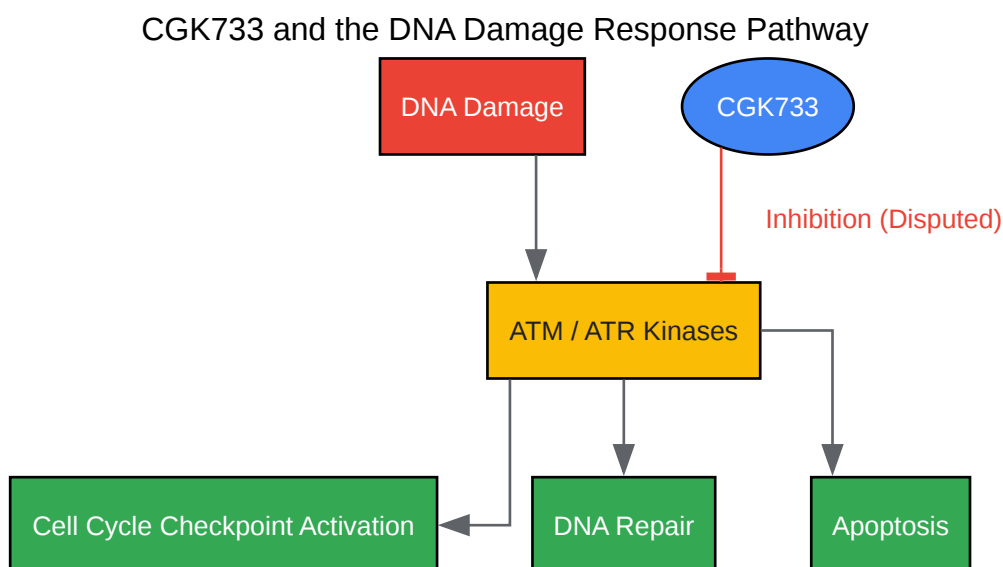 CGK733 and the DNA Damage Response Pathway
DNA Damage
CGK733
Inhibition (Disputed)
ATM / ATR Kinases
Cell Cycle Checkpoint Activation
DNA Repair
Apoptosis